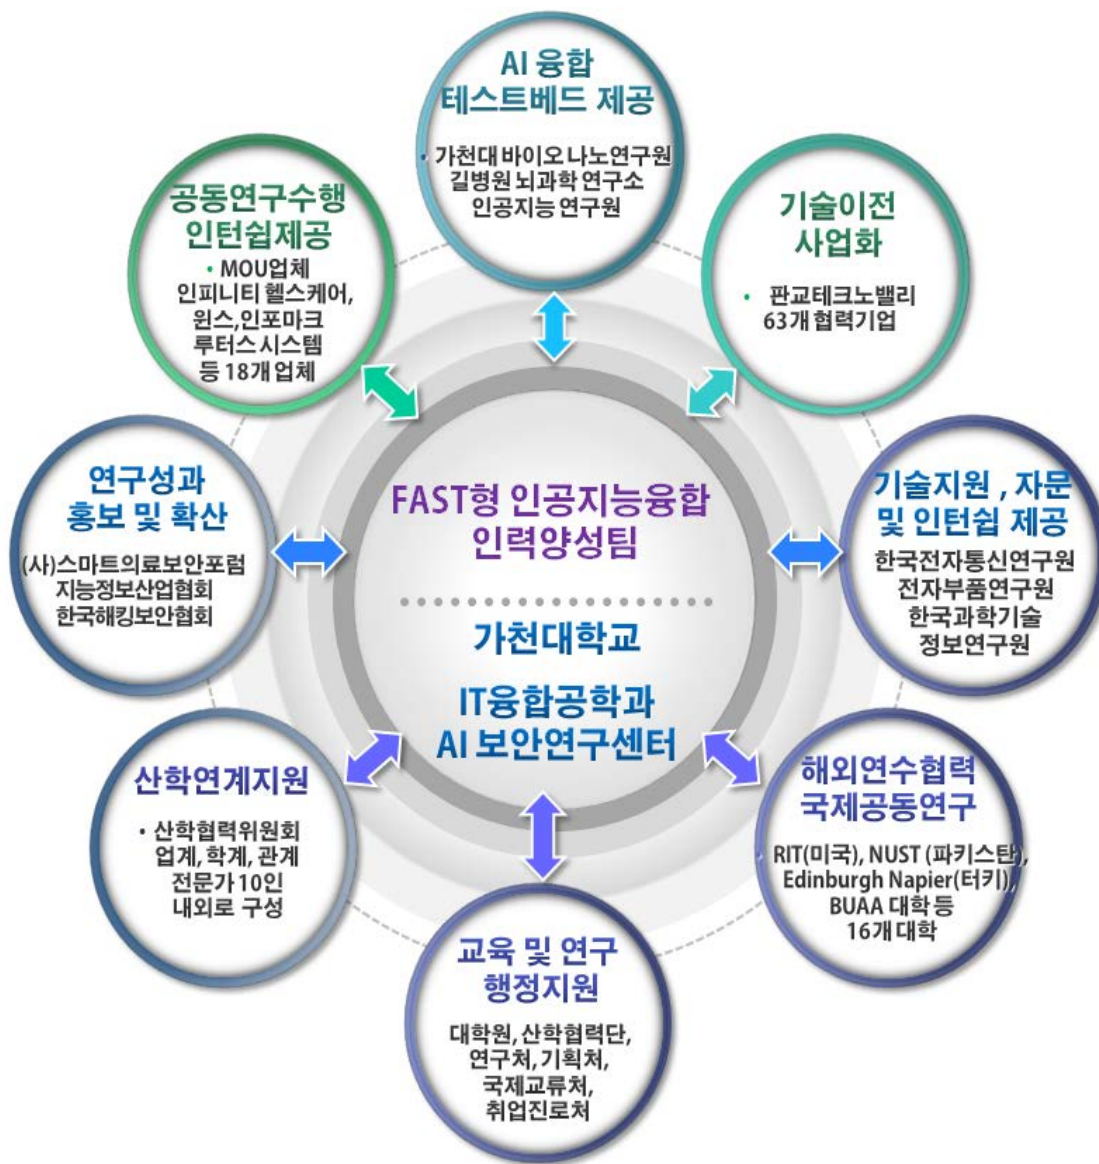 AI 융합
테스트베드 제공
• 가천대 바이오 나노연구원
길병원 뇌과학 연구소
인공지능 연구원
공동연구수행
인턴쉽제공
• MOU업체
인피니티 헬스케어,
윈스,인포마크
루터스 시스템
등 18개 업체
기술이전
사업화
• 판교테크노밸리
63개 협력기업
연구성과
홍보 및 확산
(사)스마트의료보안포럼
지능정보산업협회
한국해킹보안협회
FAST형 인공지능융합
인력양성팀
가천대학교
IT융합공학과
AI 보안연구센터
기술지원 , 자문
및 인턴쉽 제공
한국전자통신연구원
전자부품연구원
한국과학기술
정보연구원
산학연계지원
• 산학협력위원회
업계, 학계, 관계
전문가 10인
내외로 구성
해외연수협력
국제공동연구
• RIT(미국), NUST (파키스탄),
Edinburgh Napier(터키),
BUAA 대학 등
16개 대학
교육 및 연구
행정지원
대학원, 산학협력단,
연구처, 기획처,
국제교류처,
취업진로처